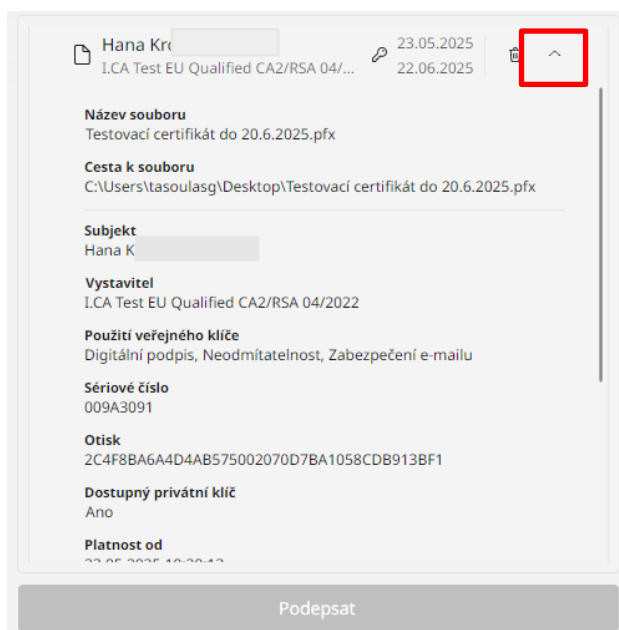 Hana Krc
23.05.2025
I.CA Test EU Qualified CA2/RSA 04/...
22.06.2025
Název souboru
Testovací certifikát do 20.6.2025.pfx
Cesta k souboru
C:\Users\tasoulasg\Desktop\Testovací certifikát do 20.6.2025.pfx
Subjekt
Hana K
Vystavitel
I.CA Test EU Qualified CA2/RSA 04/2022
Použití veřejného klíče
Digitální podpis, Neodmítatelnost, Zabezpečení e-mailu
Sériové číslo
009A3091
Otisk
2C4F8BA6A4D4AB575002070D7BA1058CDB913BF1
Dostupný privátní klíč
Ano
Platnost od
Podepsat